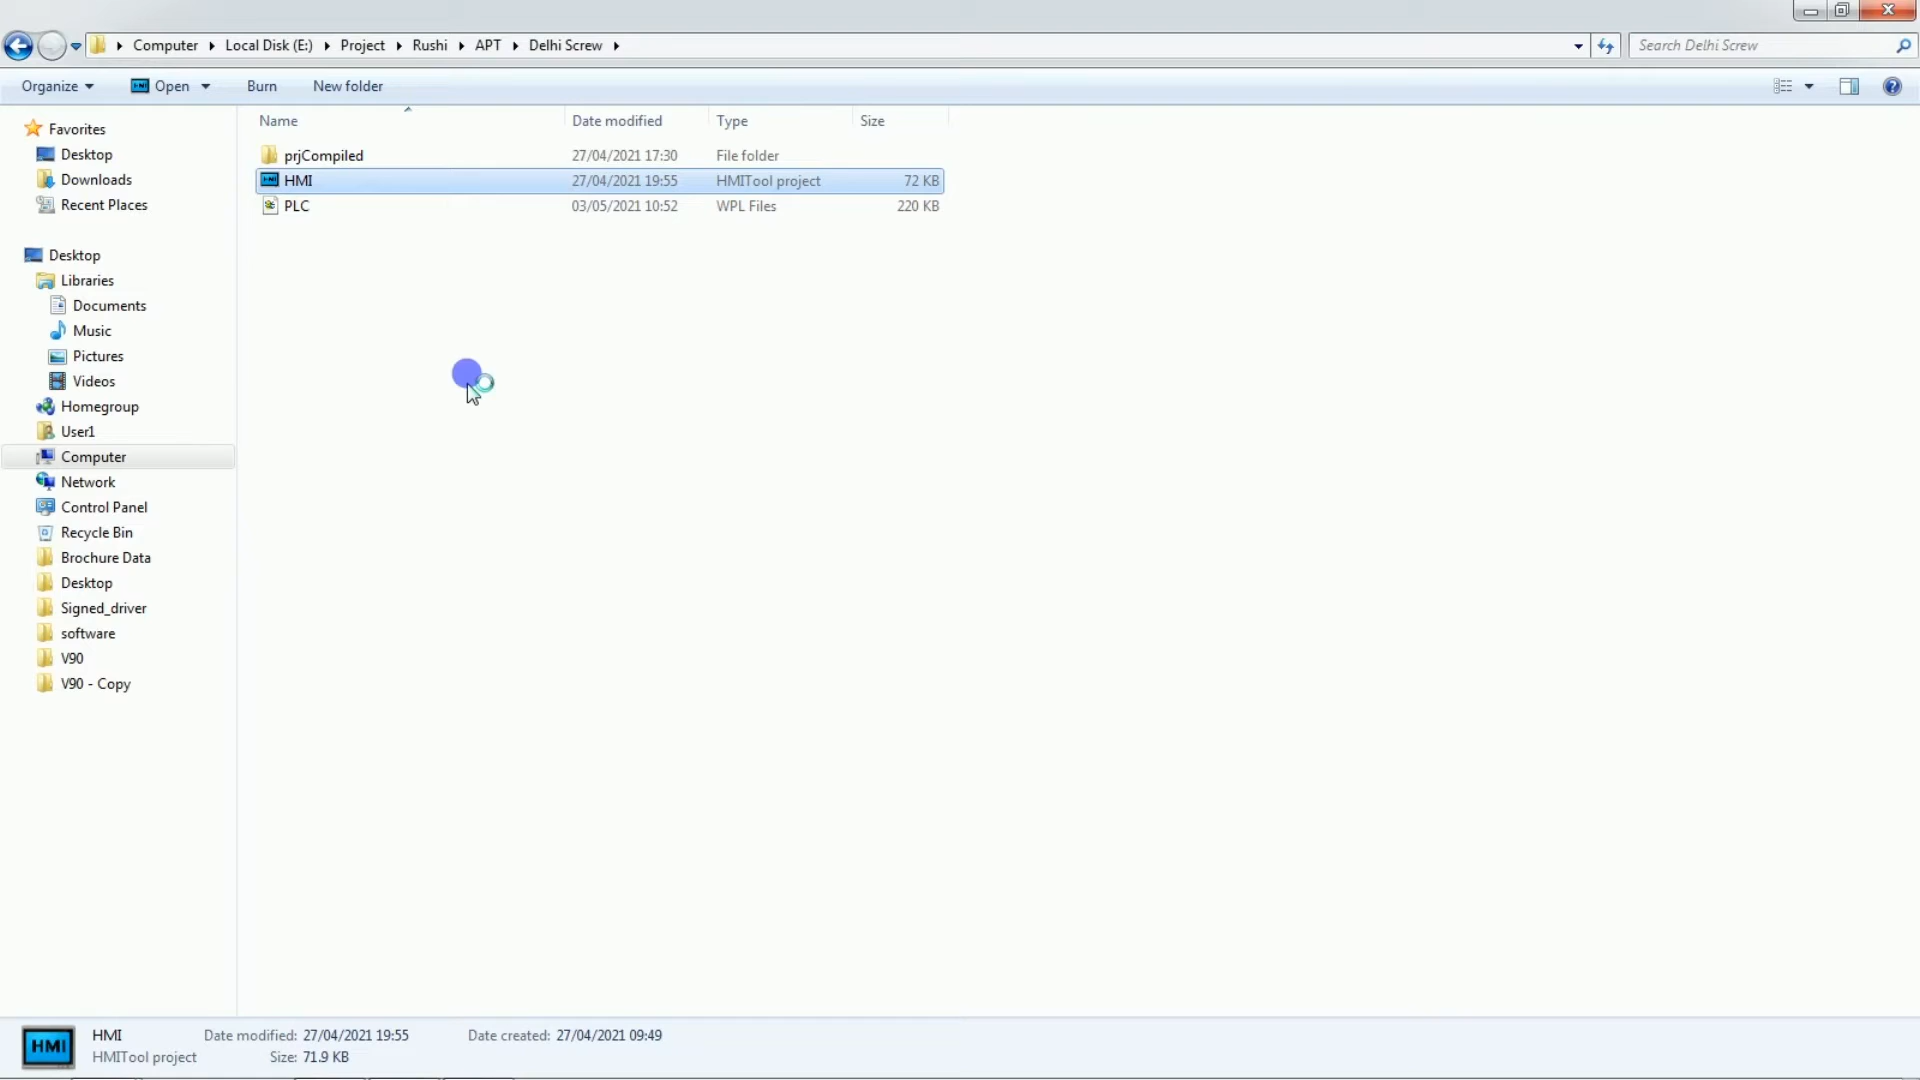 Computer Local Disk (E:) Project Rushi APT Delhi Screw Search Delhi Screw
Organize Open Burn New folder
Name Date modified Type Size
Favorites
Desktop
Downloads
Recent Places
prjCompiled 27/04/2021 17:30 File folder
HMI 27/04/2021 19:55 HMITool project 72 KB
PLC 03/05/2021 10:52 WPL Files 220 KB
Desktop
Libraries
Documents
Music
Pictures
Videos
Homegroup
User1
Computer
Network
Control Panel
Recycle Bin
Brochure Data
Desktop
Signed_driver
software
V90
V90 - Copy
HMI
HMI Date modified: 27/04/2021 19:55 Date created: 27/04/2021 09:49
HMITool project Size: 71.9 KB